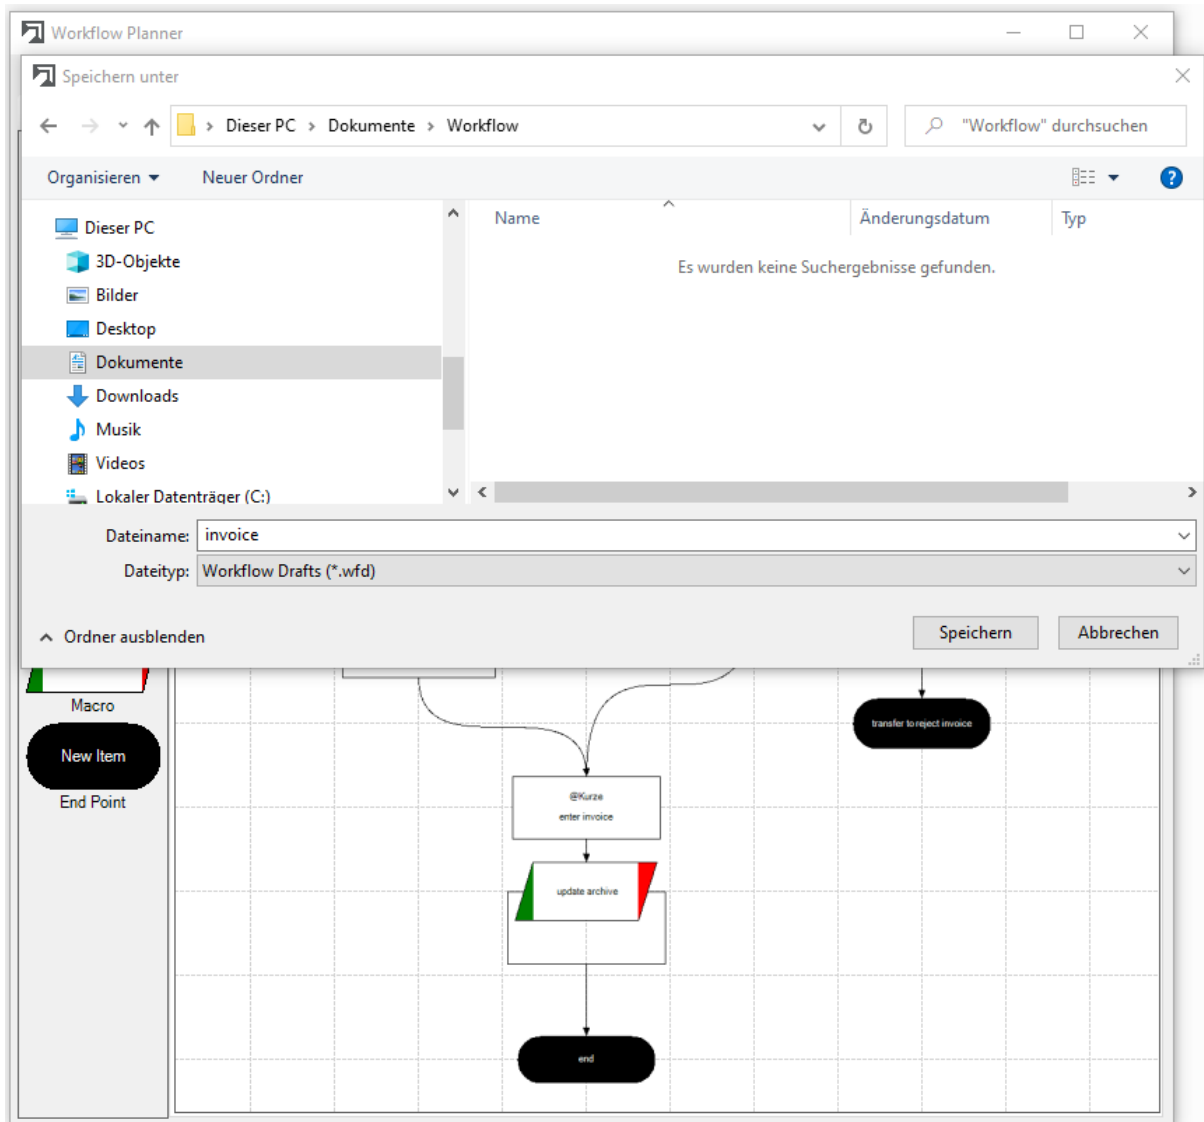 Workflow Planner
Speichern unter
Dieser PC > Dokumente > Workflow
"Workflow" durchsuchen
Organisieren
Neuer Ordner
?
Name
Änderungsdatum
Typ
Es wurden keine Suchergebnisse gefunden.
Dieser PC
3D-Objekte
Bilder
Desktop
Dokumente
Downloads
Musik
Videos
Lokaler Datenträger (C:)
Dateiname: invoice
Dateityp: Workflow Drafts (*.wfd)
Ordner ausblenden
Speichern
Abbrechen
Macro
New Item
End Point
transfer to reject invoice
@Kurze
enter invoice
update archive
end